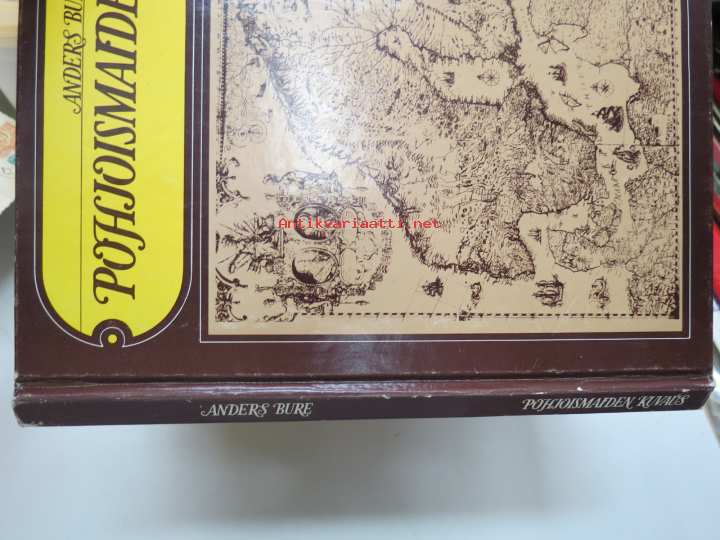 ANDERS BU
POHJOISMAIDE
Antikvariaatti.net
ANDERS BURE
POHJOISMAIDEN KUVAUS